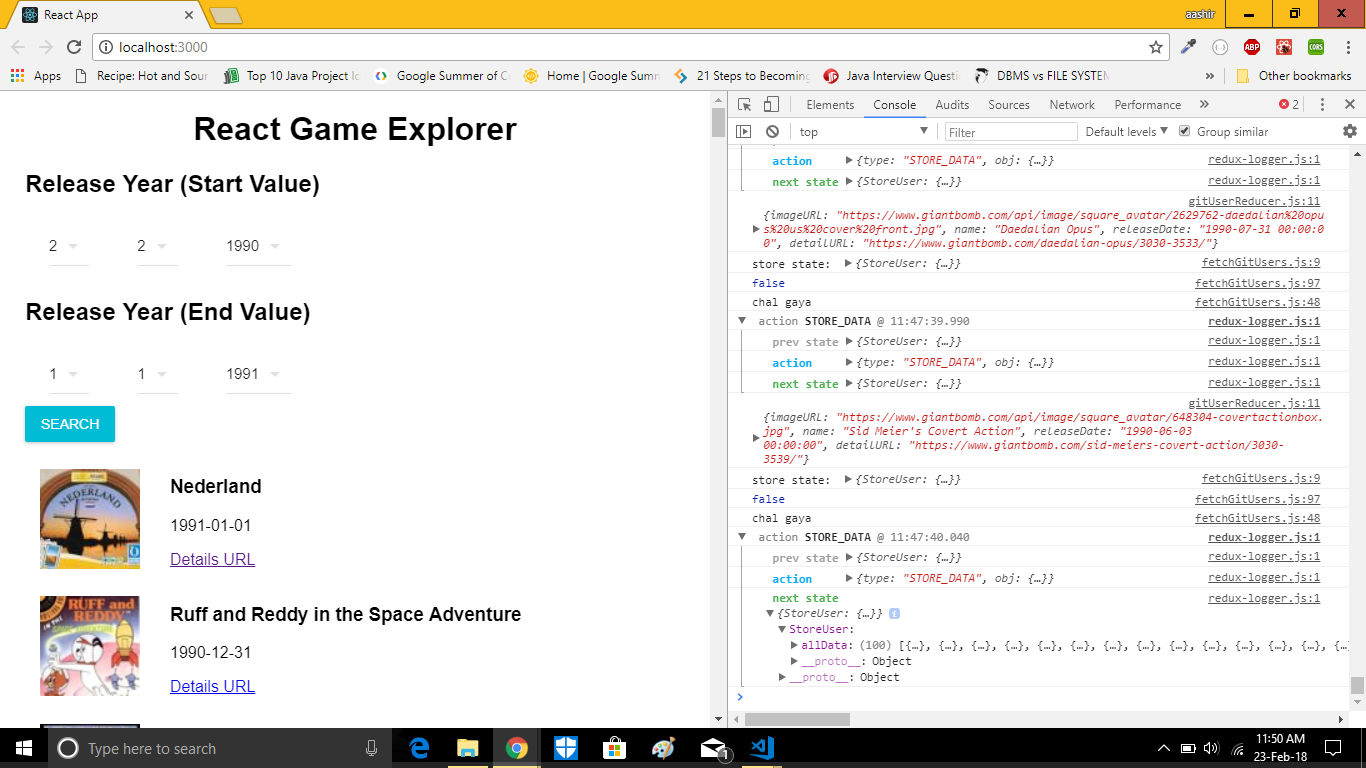 React App
aashir
localhost:3000
ABP
CORS
Apps
Recipe: Hot and Sour
Top 10 Java Project Id
Google Summer of C
Home | Google Summ
21 Steps to Becoming
Java Interview Questi
DBMS vs FILE SYSTEM
»
Other bookmarks
React Game Explorer
Release Year (Start Value)
2
2
1990
Release Year (End Value)
1
1
1991
SEARCH
NEDERLAND
Nederland
1991-01-01
Details URL
RUFF and
REDDY
Ruff and Reddy in the Space Adventure
1990-12-31
Details URL
Elements Console Audits Sources Network Performance » 2
top Filter Default levels Group similar
action {type: "STORE_DATA", obj: {…}} redux-logger.js:1
next state {StoreUser: {…}} redux-logger.js:1
gitUserReducer.js:11
{imageURL: "https://www.giantbomb.com/api/image/square_avatar/2629762-daedalian%20opu
s%20us%20cover%20front.jpg", name: "Daedalian Opus", releaseDate: "1990-07-31 00:00:0
0", detailURL: "https://www.giantbomb.com/daedalian-opus/3030-3533/"}
store state: {StoreUser: {…}} fetchGitUsers.js:9
false fetchGitUsers.js:97
chal gaya fetchGitUsers.js:48
action STORE_DATA @ 11:47:39.990 redux-logger.js:1
prev state {StoreUser: {…}} redux-logger.js:1
action {type: "STORE_DATA", obj: {…}} redux-logger.js:1
next state {StoreUser: {…}} redux-logger.js:1
gitUserReducer.js:11
{imageURL: "https://www.giantbomb.com/api/image/square_avatar/648304-covertactionbox.
jpg", name: "Sid Meier's Covert Action", releaseDate: "1990-06-03
00:00:00", detailURL: "https://www.giantbomb.com/sid-meiers-covert-action/3030-
3539/"}
store state: {StoreUser: {…}} fetchGitUsers.js:9
false fetchGitUsers.js:97
chal gaya fetchGitUsers.js:48
action STORE_DATA @ 11:47:40.040 redux-logger.js:1
prev state {StoreUser: {…}} redux-logger.js:1
action {type: "STORE_DATA", obj: {…}} redux-logger.js:1
next state redux-logger.js:1
{StoreUser: {…}} i
StoreUser:
allData: (100) [{…}, {…}, {…}, {…}, {…}, {…}, {…}, {…}, {…}, {…}, {…}, {…}, {…},
__proto__: Object
__proto__: Object
Type here to search
1
11:50 AM
23-Feb-18